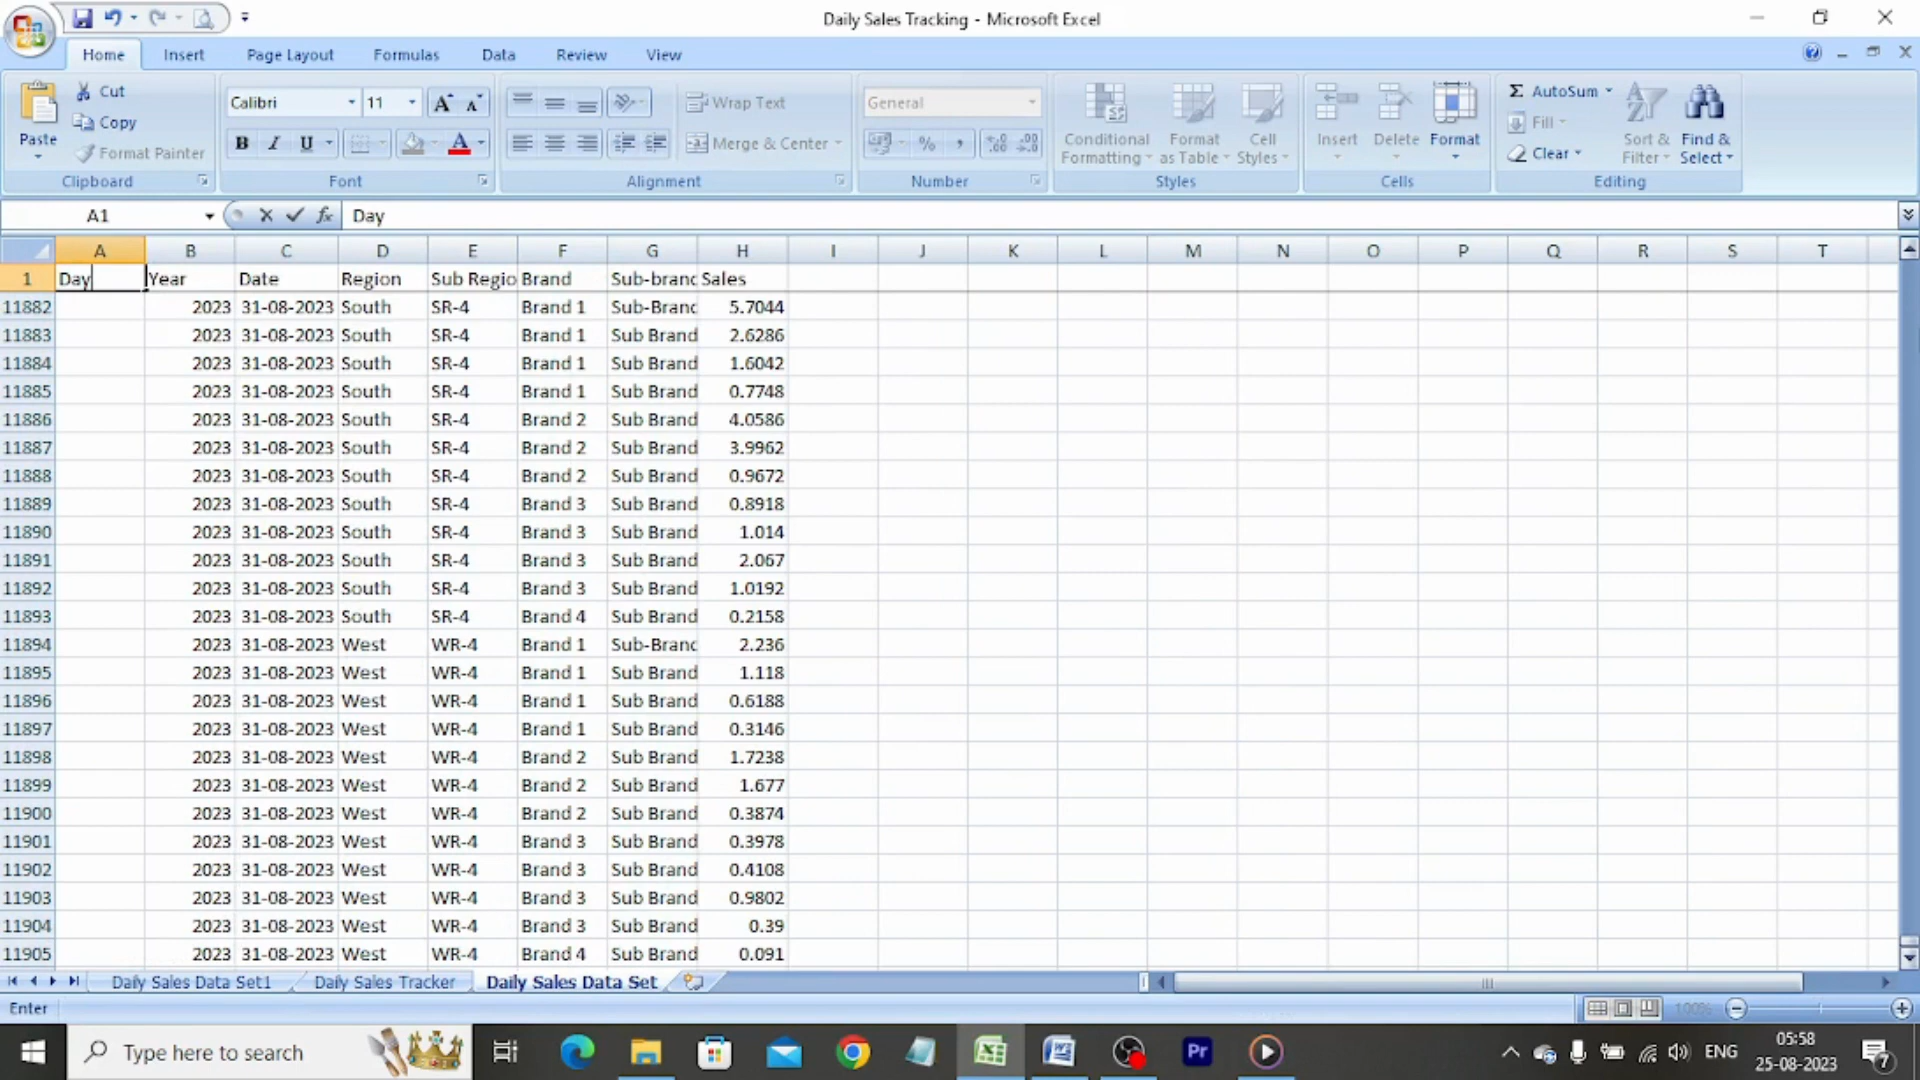 Daily Sales Tracking - Microsoft Excel
Home Insert Page Layout Formulas Data Review View
Paste Cut Copy Format Painter Clipboard
Calibri 11 A A B I U A Font
Wrap Text Merge & Center Alignment
General % , Number
Conditional Formatting Format as Table Cell Styles Styles
Insert Delete Format Cells
Σ AutoSum Fill Clear Sort & Filter Find & Select Editing
A1 fx Day
A B C D E F G H I J K L M N O P Q R S T
1 Day Year Date Region Sub Regio Brand Sub-branc Sales
11882 2023 31-08-2023 South SR-4 Brand 1 Sub-Branc 5.7044
11883 2023 31-08-2023 South SR-4 Brand 1 Sub Brand 2.6286
11884 2023 31-08-2023 South SR-4 Brand 1 Sub Brand 1.6042
11885 2023 31-08-2023 South SR-4 Brand 1 Sub Brand 0.7748
11886 2023 31-08-2023 South SR-4 Brand 2 Sub Brand 4.0586
11887 2023 31-08-2023 South SR-4 Brand 2 Sub Brand 3.9962
11888 2023 31-08-2023 South SR-4 Brand 2 Sub Brand 0.9672
11889 2023 31-08-2023 South SR-4 Brand 3 Sub Brand 0.8918
11890 2023 31-08-2023 South SR-4 Brand 3 Sub Brand 1.014
11891 2023 31-08-2023 South SR-4 Brand 3 Sub Brand 2.067
11892 2023 31-08-2023 South SR-4 Brand 3 Sub Brand 1.0192
11893 2023 31-08-2023 South SR-4 Brand 4 Sub Brand 0.2158
11894 2023 31-08-2023 West WR-4 Brand 1 Sub-Branc 2.236
11895 2023 31-08-2023 West WR-4 Brand 1 Sub Brand 1.118
11896 2023 31-08-2023 West WR-4 Brand 1 Sub Brand 0.6188
11897 2023 31-08-2023 West WR-4 Brand 1 Sub Brand 0.3146
11898 2023 31-08-2023 West WR-4 Brand 2 Sub Brand 1.7238
11899 2023 31-08-2023 West WR-4 Brand 2 Sub Brand 1.677
11900 2023 31-08-2023 West WR-4 Brand 2 Sub Brand 0.3874
11901 2023 31-08-2023 West WR-4 Brand 3 Sub Brand 0.3978
11902 2023 31-08-2023 West WR-4 Brand 3 Sub Brand 0.4108
11903 2023 31-08-2023 West WR-4 Brand 3 Sub Brand 0.9802
11904 2023 31-08-2023 West WR-4 Brand 3 Sub Brand 0.39
11905 2023 31-08-2023 West WR-4 Brand 4 Sub Brand 0.091
Daily Sales Data Set1 Daily Sales Tracker Daily Sales Data Set
Enter 100%
Type here to search Pr ENG 05:58
25-08-2023 7